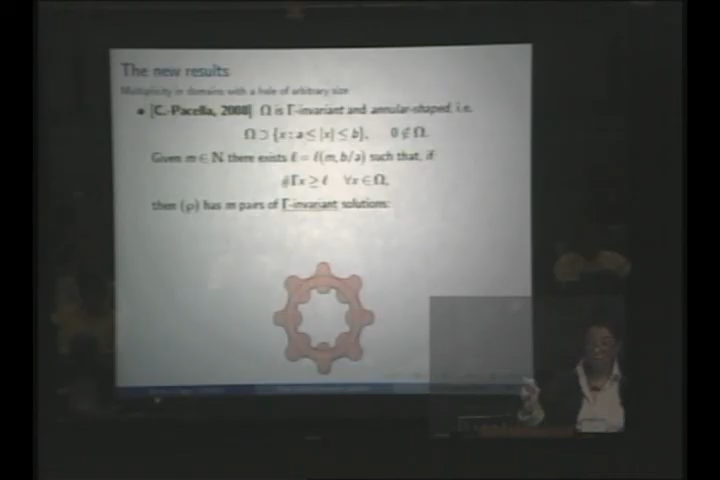 The new results
Multiplicity in domains with a hole of arbitrary size
• [C.-Pacella, 2008] Ω is Γ-invariant and annular-shaped, i.e.
Ω ⊃ {x : a ≤ |x| ≤ b}, 0 ∉ Ω.
Given m ∈ ℕ there exists ℓ = ℓ(m, b/a) such that, if
#Γx ≥ ℓ ∀x ∈ Ω,
then (℘) has m pairs of Γ-invariant solutions: